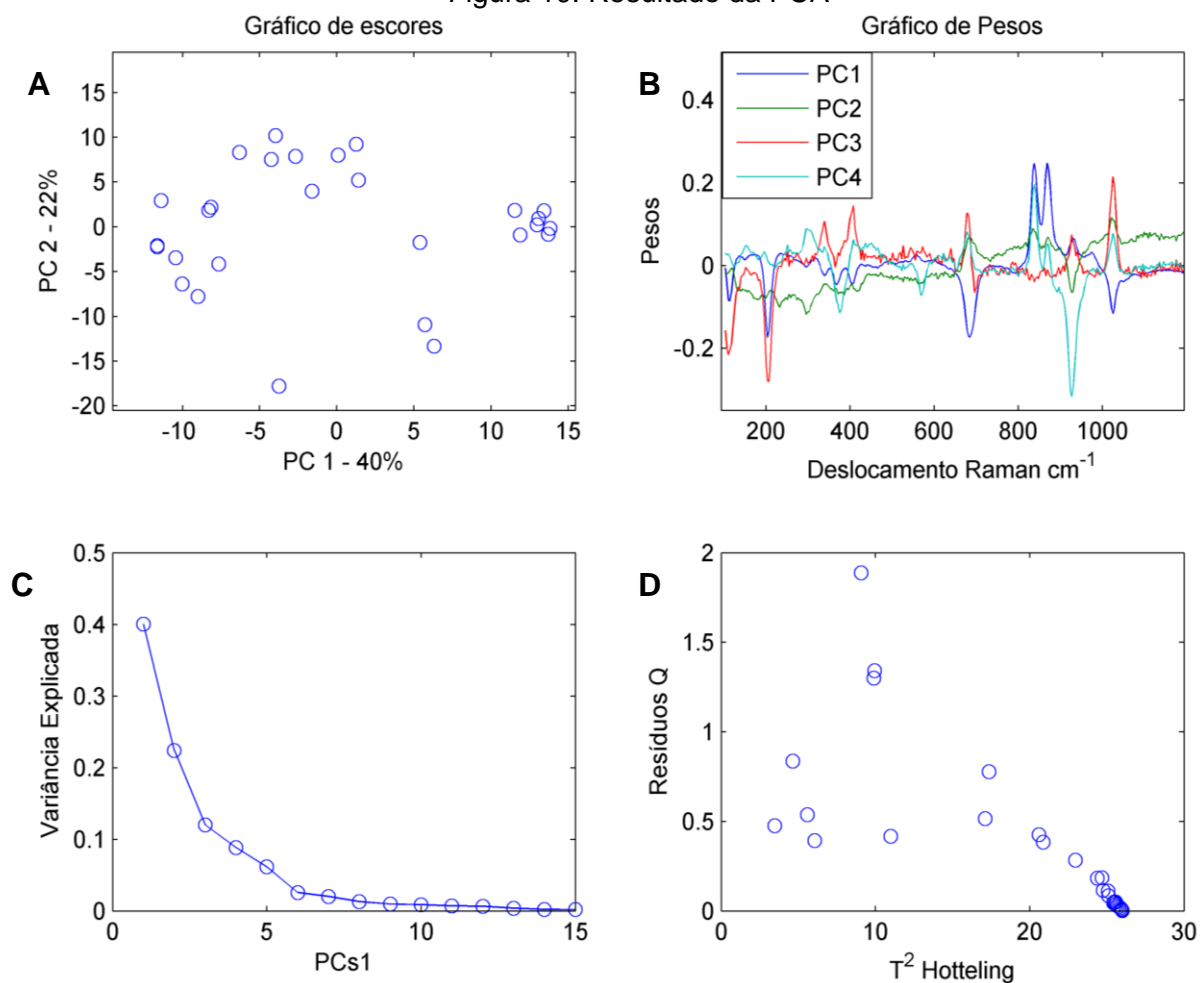 Gráfico de escores
A
15
10
5
0
-5
-10
-15
-20
PC 2 - 22%
-10 -5 0 5 10 15
PC 1 - 40%
Gráfico de Pesos
B
PC1
PC2
PC3
PC4
0.4
0.2
0
-0.2
Pesos
200 400 600 800 1000
Deslocamento Raman cm-1
C
0.5
0.4
0.3
0.2
0.1
0
Variância Explicada
0 5 10 15
PCs1
D
2
1.5
1
0.5
0
Resíduos Q
0 10 20 30
T2 Hotteling